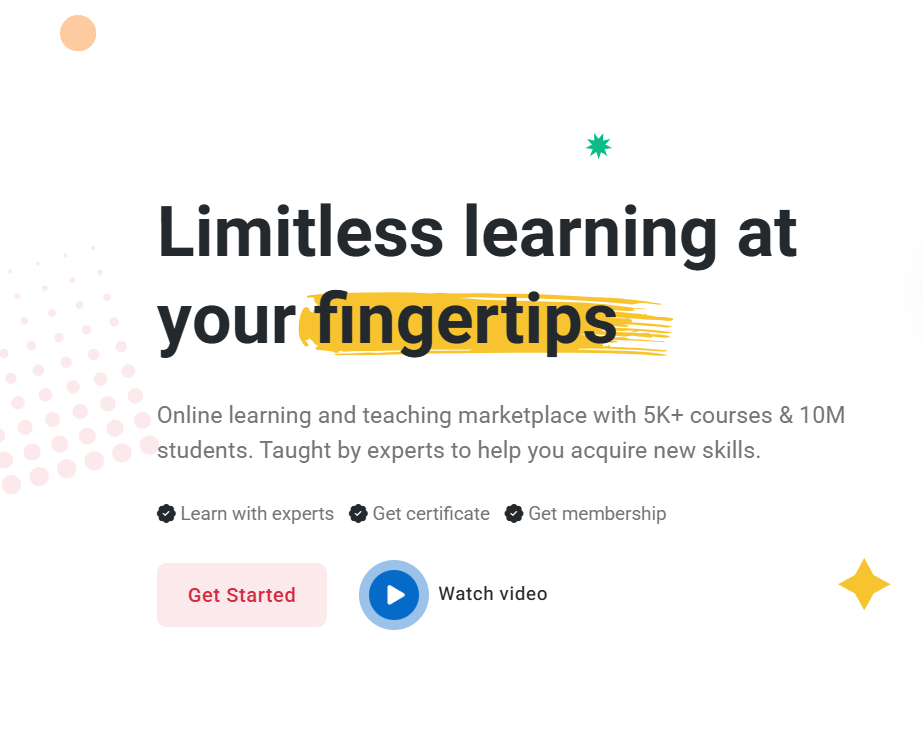 Limitless learning at
your fingertips
Online learning and teaching marketplace with 5K+ courses & 10M
students. Taught by experts to help you acquire new skills.
Learn with experts Get certificate Get membership
Get Started Watch video